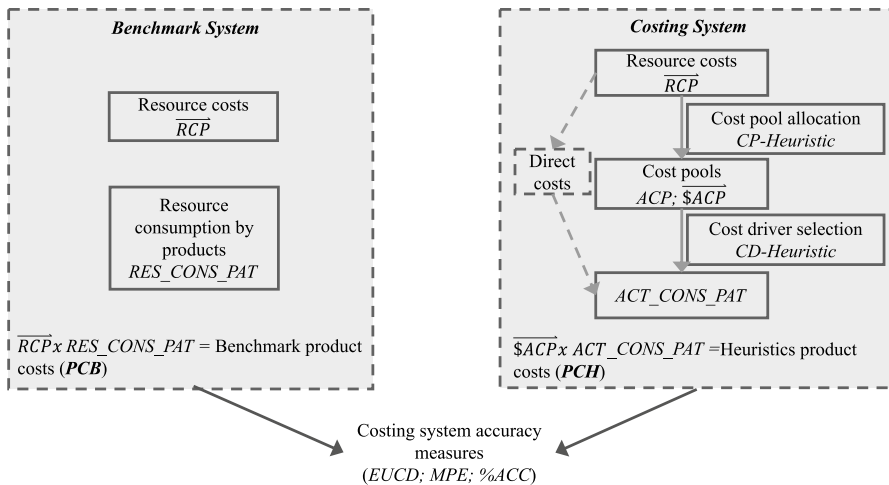 Benchmark System
Resource costs
RCP
Resource
consumption by
products
RES_CONS_PAT
RCP x RES_CONS_PAT = Benchmark product
costs (PCB)
Costing System
Resource costs
RCP
Cost pool allocation
CP-Heuristic
Direct
costs
Cost pools
ACP; $ACP
Cost driver selection
CD-Heuristic
ACT_CONS_PAT
$ACP x ACT_CONS_PAT =Heuristics product
costs (PCH)
Costing system accuracy
measures
(EUCD; MPE; %ACC)